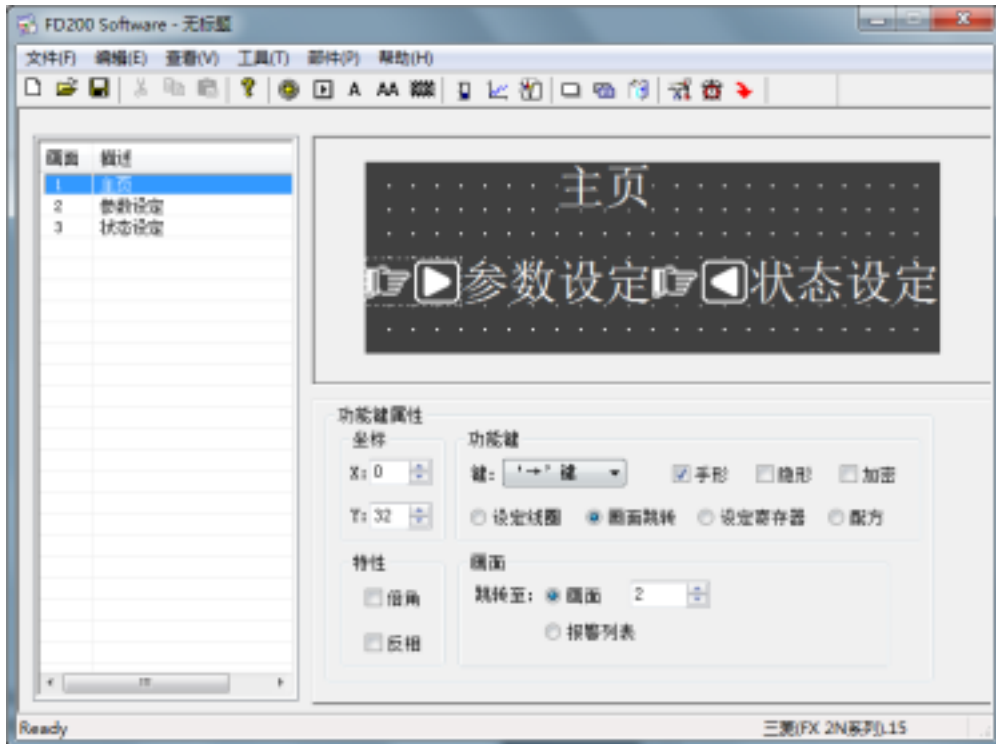 FD200 Software - 无标题
文件(F) 编辑(E) 查看(V) 工具(T) 部件(P) 帮助(H)
A AA
画面 描述
1 主页
2 参数设定
3 状态设定
主页
参数设定 状态设定
功能键属性
坐标
X: 0
Y: 32
功能键
键: '→' 键
手形 隐形 加密
设定线圈 画面跳转 设定寄存器 配方
特性
倍角
反相
画面
跳转至: 画面 2
报警列表
Ready
三菱(FX 2N系列).15